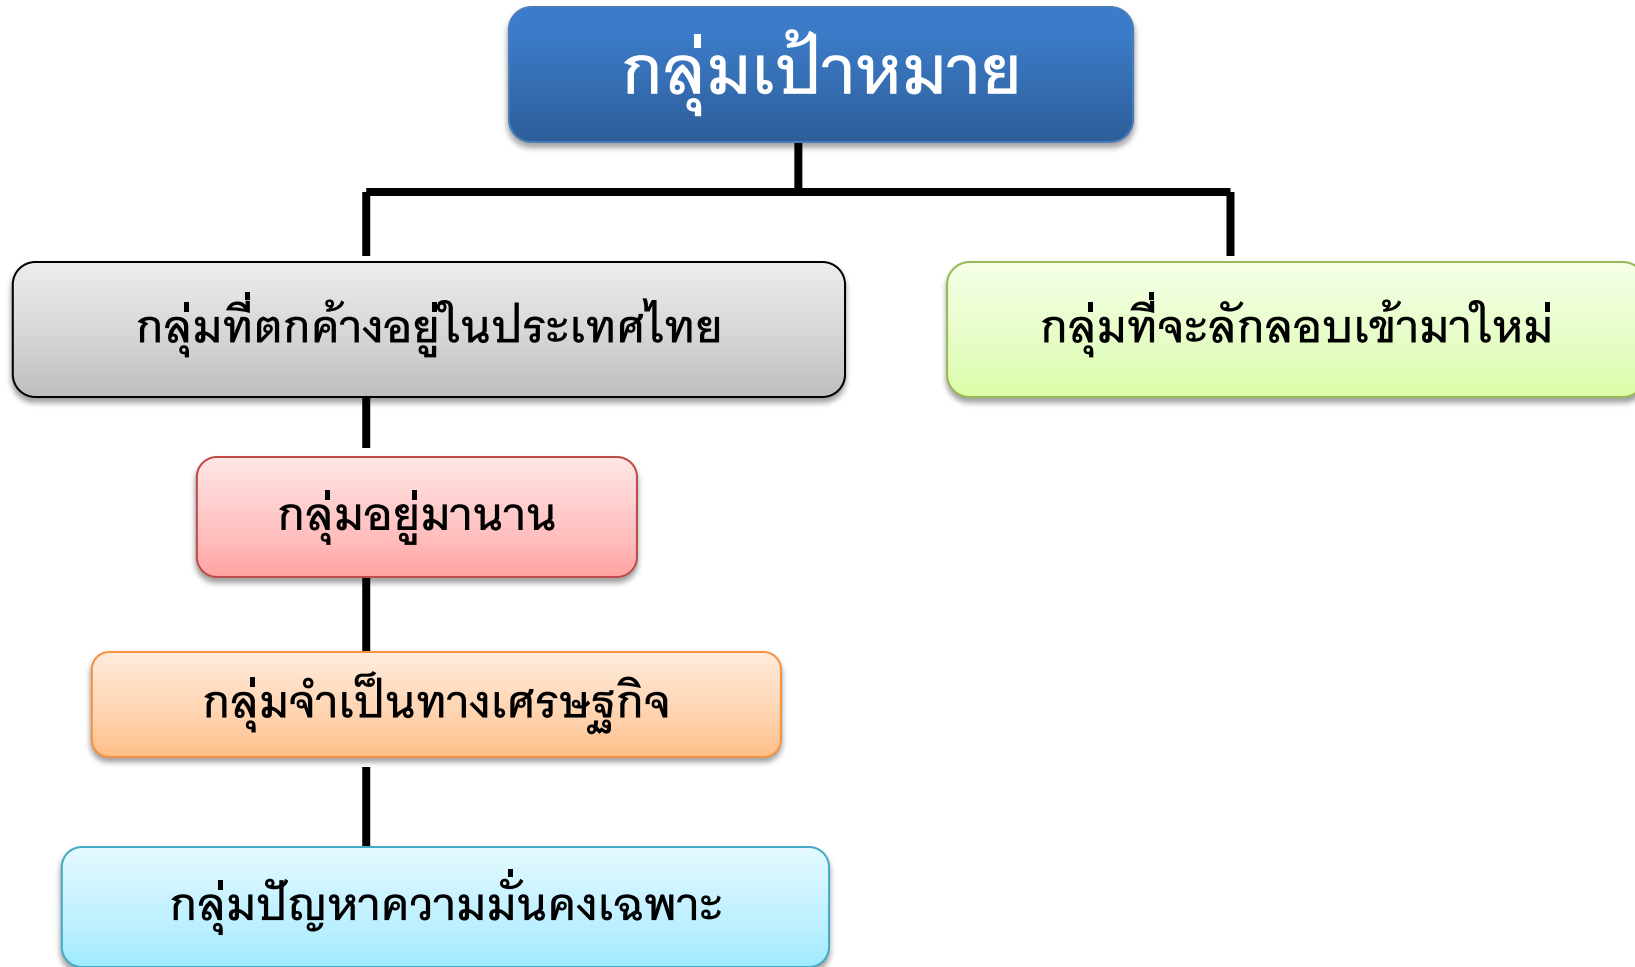 กลุ่มเป้าหมาย
กลุ่มที่ตกค้างอยู่ในประเทศไทย
กลุ่มที่จะลักลอบเข้ามาใหม่
กลุ่มอยู่มานาน
กลุ่มจำเป็นทางเศรษฐกิจ
กลุ่มปัญหาความมั่นคงเฉพาะ